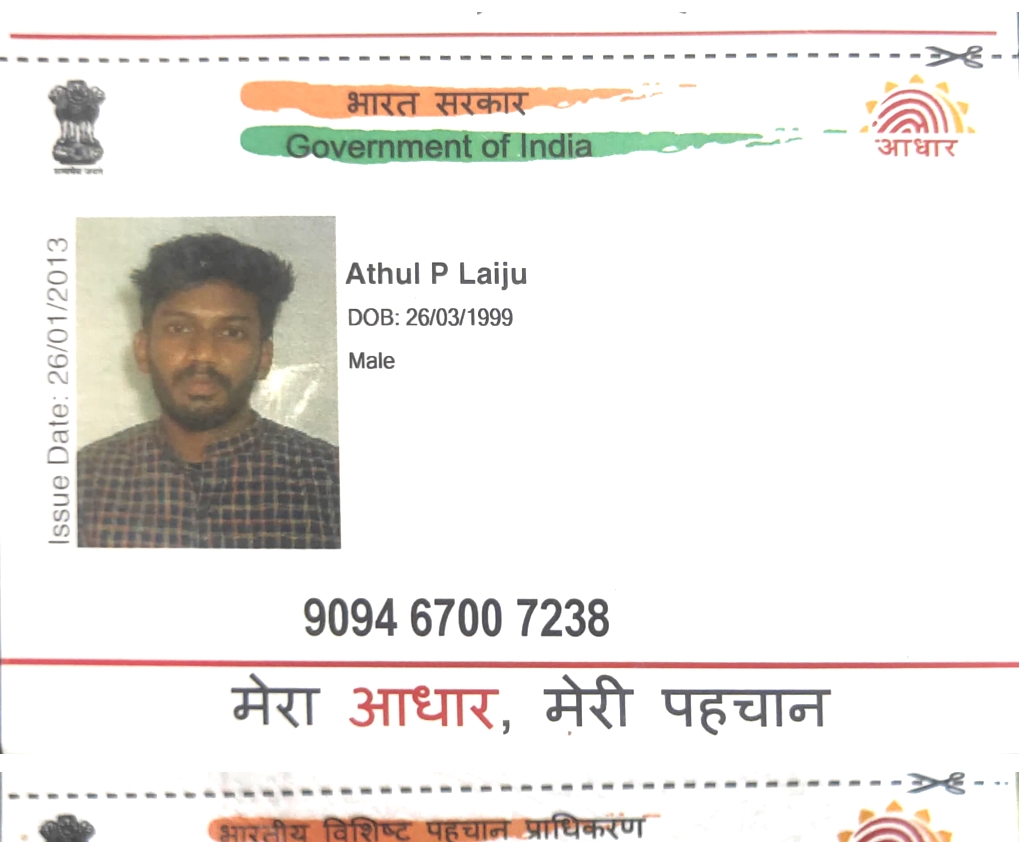 भारत सरकार
Government of India
आधार
सत्यमेव जयते
Issue Date: 26/01/2013
Athul P Laiju
DOB: 26/03/1999
Male
9094 6700 7238
मेरा आधार, मेरी पहचान
भारतीय विशिष्ट पहचान प्राधिकरण